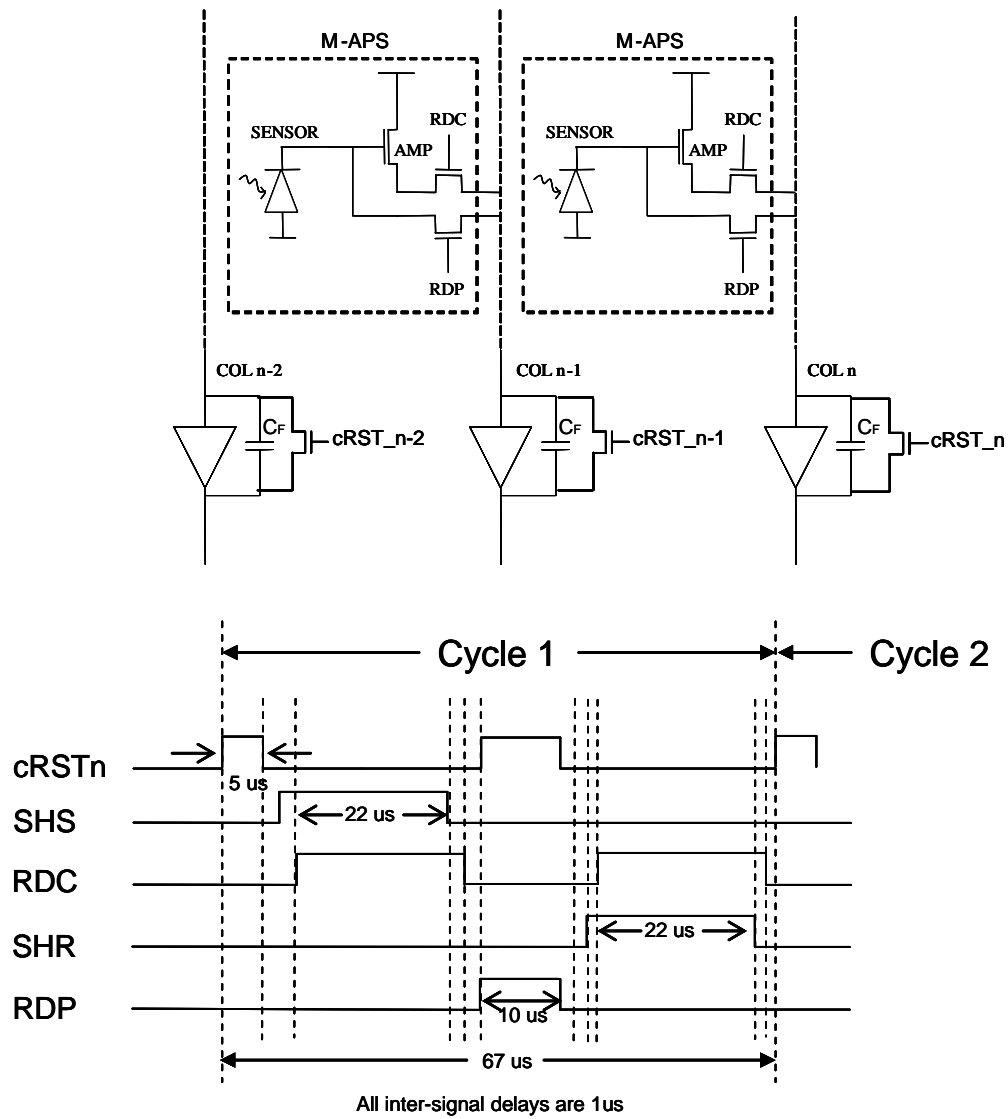 M-APS
M-APS
SENSOR
AMP
RDC
RDP
SENSOR
AMP
RDC
RDP
COL n-2
COL n-1
COL n
CF
cRST_n-2
CF
cRST_n-1
CF
cRST_n
Cycle 1
Cycle 2
cRSTn
5 us
SHS
22 us
RDC
SHR
22 us
RDP
10 us
67 us
All inter-signal delays are 1us